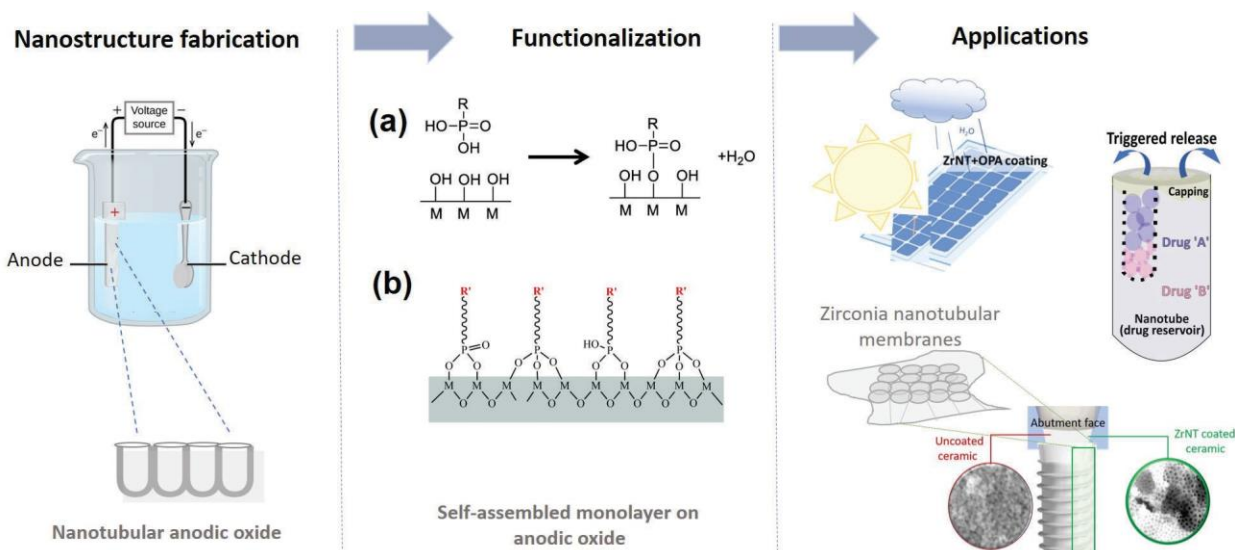 Nanostructure fabrication
Functionalization
Applications
+ Voltage source −
e⁻
e⁻
+
−
Anode
Cathode
Nanotubular anodic oxide
(a)
R
HO-P=O
OH
OH OH OH
M M M
R
HO-P=O
O
OH OH
M M M
+H₂O
(b)
R' R' R' R'
P O
P
HO P
P
O O O O O O O O O O
M M M M M M M M
O O O O O O
Self-assembled monolayer on
anodic oxide
H₂O
ZrNT+OPA coating
Triggered release
Capping
Drug 'A'
Drug 'B'
Nanotube
(drug reservoir)
Zirconia nanotubular
membranes
Abutment face
Uncoated
ceramic
ZrNT coated
ceramic